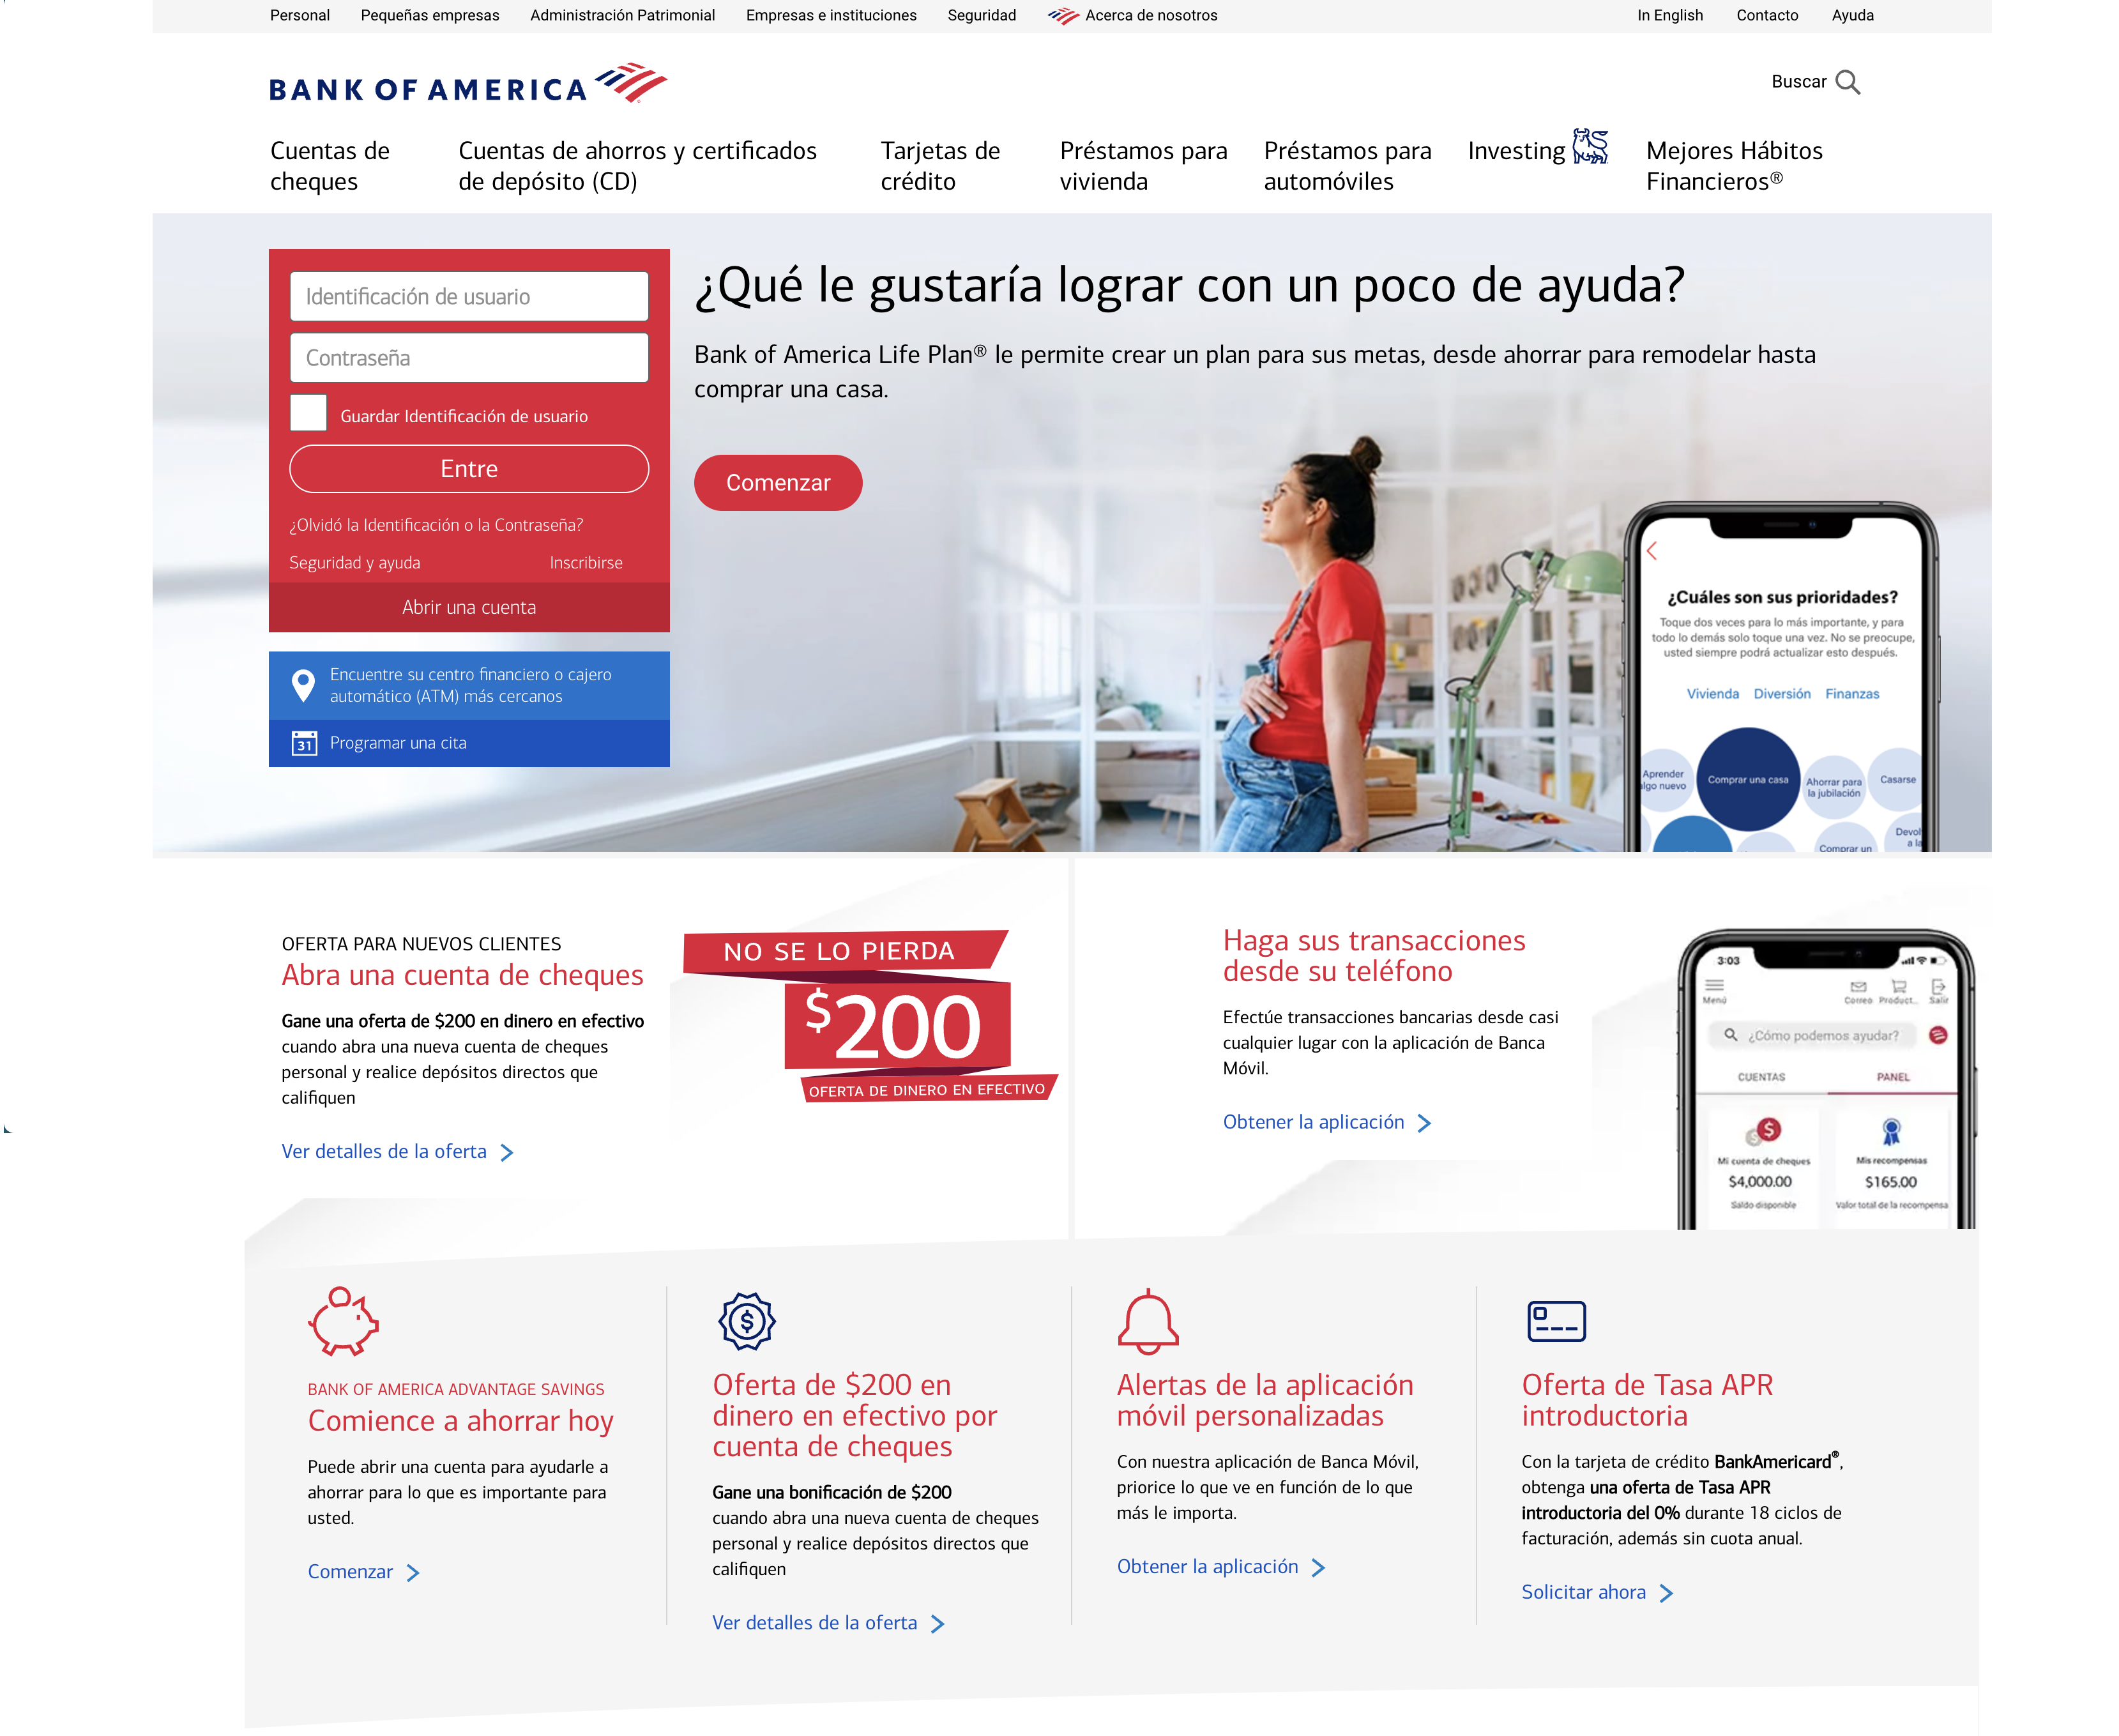 Personal
Pequeñas empresas
Administración Patrimonial
Empresas e instituciones
Seguridad
Acerca de nosotros
In English
Contacto
Ayuda
BANK OF AMERICA
Buscar
Cuentas de
cheques
Cuentas de ahorros y certificados
de depósito (CD)
Tarjetas de
crédito
Préstamos para
vivienda
Préstamos para
automóviles
Investing
Mejores Hábitos
Financieros®
Identificación de usuario
Contraseña
Guardar Identificación de usuario
Entre
¿Olvidó la Identificación o la Contraseña?
Seguridad y ayuda
Inscribirse
Abrir una cuenta
Encuentre su centro financiero o cajero
automático (ATM) más cercanos
31
Programar una cita
¿Qué le gustaría lograr con un poco de ayuda?
Bank of America Life Plan® le permite crear un plan para sus metas, desde ahorrar para remodelar hasta
comprar una casa.
Comenzar
¿Cuáles son sus prioridades?
Toque dos veces para lo más importante, y para
todo lo demás solo toque una vez. No se preocupe,
usted siempre podrá actualizar esto después.
Vivienda
Diversión
Finanzas
Aprender
lgo nuevo
Comprar una casa
Ahorrar para
la jubilación
Casarse
Comprar un
OFERTA PARA NUEVOS CLIENTES
Abra una cuenta de cheques
Gane una oferta de $200 en dinero en efectivo
cuando abra una nueva cuenta de cheques
personal y realice depósitos directos que
califiquen
Ver detalles de la oferta
NO SE LO PIERDA
$200
OFERTA DE DINERO EN EFECTIVO
Haga sus transacciones
desde su teléfono
Efectúe transacciones bancarias desde casi
cualquier lugar con la aplicación de Banca
Móvil.
Obtener la aplicación
3:03
Menú
Correo
Product...
Salir
¿Cómo podemos ayudar?
CUENTAS
PANEL
$
Mi cuenta de cheques
$4,000.00
Saldo disponible
Mis recompensas
$165.00
Valor total de la recompensa
BANK OF AMERICA ADVANTAGE SAVINGS
Comience a ahorrar hoy
Puede abrir una cuenta para ayudarle a
ahorrar para lo que es importante para
usted.
Comenzar
$
Oferta de $200 en
dinero en efectivo por
cuenta de cheques
Gane una bonificación de $200
cuando abra una nueva cuenta de cheques
personal y realice depósitos directos que
califiquen
Ver detalles de la oferta
Alertas de la aplicación
móvil personalizadas
Con nuestra aplicación de Banca Móvil,
priorice lo que ve en función de lo que
más le importa.
Obtener la aplicación
Oferta de Tasa APR
introductoria
Con la tarjeta de crédito BankAmericard®,
obtenga una oferta de Tasa APR
introductoria del 0% durante 18 ciclos de
facturación, además sin cuota anual.
Solicitar ahora